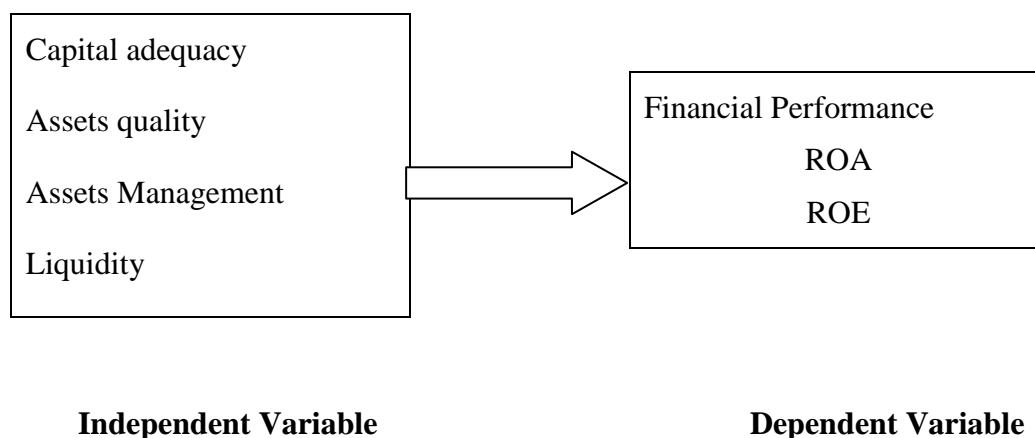 Capital adequacy
Assets quality
Assets Management
Liquidity
Financial Performance
ROA
ROE
Independent Variable
Dependent Variable